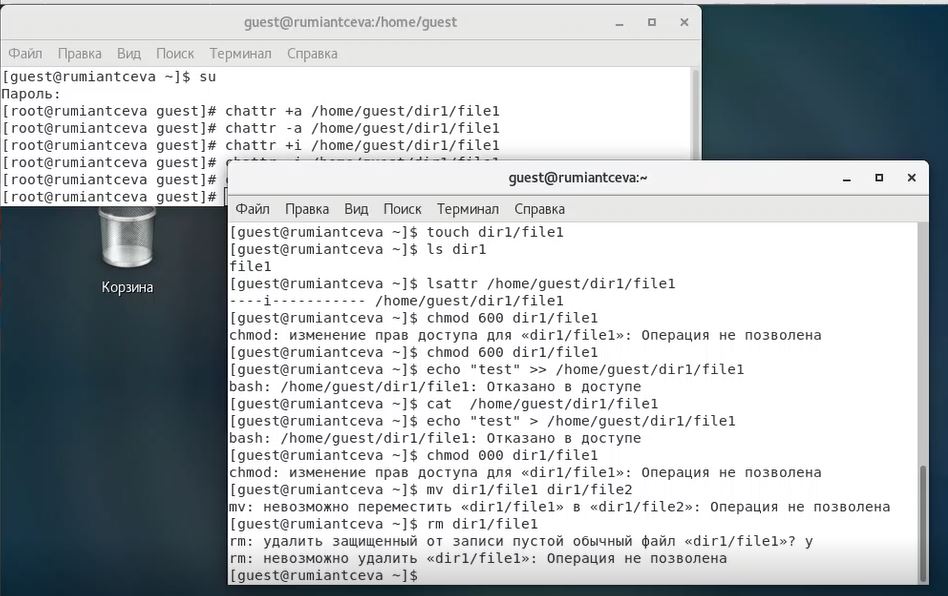 guest@rumiantceva:/home/guest
Файл Правка Вид Поиск Терминал Справка
[guest@rumiantceva ~]$ su
Пароль:
[root@rumiantceva guest]# chattr +a /home/guest/dir1/file1
[root@rumiantceva guest]# chattr -a /home/guest/dir1/file1
[root@rumiantceva guest]# chattr +i /home/guest/dir1/file1
[root@rumiantceva guest]# chattr -i /home/guest/dir1/file1
[root@rumiantceva guest]#
[root@rumiantceva guest]#
Корзина
guest@rumiantceva:~
Файл Правка Вид Поиск Терминал Справка
[guest@rumiantceva ~]$ touch dir1/file1
[guest@rumiantceva ~]$ ls dir1
file1
[guest@rumiantceva ~]$ lsattr /home/guest/dir1/file1
----i----------- /home/guest/dir1/file1
[guest@rumiantceva ~]$ chmod 600 dir1/file1
chmod: изменение прав доступа для «dir1/file1»: Операция не позволена
[guest@rumiantceva ~]$ chmod 600 dir1/file1
[guest@rumiantceva ~]$ echo "test" >> /home/guest/dir1/file1
bash: /home/guest/dir1/file1: Отказано в доступе
[guest@rumiantceva ~]$ cat  /home/guest/dir1/file1
[guest@rumiantceva ~]$ echo "test" > /home/guest/dir1/file1
bash: /home/guest/dir1/file1: Отказано в доступе
[guest@rumiantceva ~]$ chmod 000 dir1/file1
chmod: изменение прав доступа для «dir1/file1»: Операция не позволена
[guest@rumiantceva ~]$ mv dir1/file1 dir1/file2
mv: невозможно переместить «dir1/file1» в «dir1/file2»: Операция не позволена
[guest@rumiantceva ~]$ rm dir1/file1
rm: удалить защищенный от записи пустой обычный файл «dir1/file1»? y
rm: невозможно удалить «dir1/file1»: Операция не позволена
[guest@rumiantceva ~]$